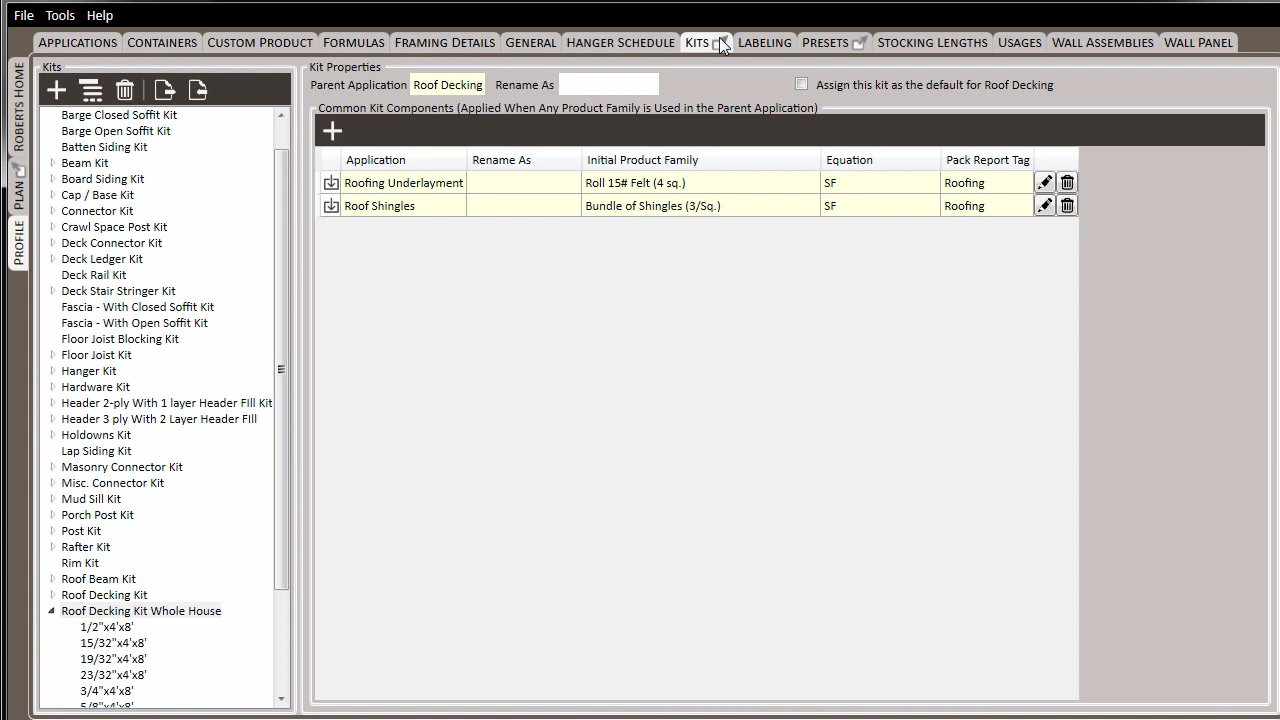 File Tools Help
APPLICATIONS CONTAINERS CUSTOM PRODUCT FORMULAS FRAMING DETAILS GENERAL HANGER SCHEDULE KITS LABELING PRESETS STOCKING LENGTHS USAGES WALL ASSEMBLIES WALL PANEL
ROBERTS HOME
PLAN
PROFILE
Kits
Barge Closed Soffit Kit
Barge Open Soffit Kit
Batten Siding Kit
Beam Kit
Board Siding Kit
Cap / Base Kit
Connector Kit
Crawl Space Post Kit
Deck Connector Kit
Deck Ledger Kit
Deck Rail Kit
Deck Stair Stringer Kit
Fascia - With Closed Soffit Kit
Fascia - With Open Soffit Kit
Floor Joist Blocking Kit
Floor Joist Kit
Hanger Kit
Hardware Kit
Header 2-ply With 1 layer Header FIll Kit
Header 3 ply With 2 Layer Header FIll
Holdowns Kit
Lap Siding Kit
Masonry Connector Kit
Misc. Connector Kit
Mud Sill Kit
Porch Post Kit
Post Kit
Rafter Kit
Rim Kit
Roof Beam Kit
Roof Decking Kit
Roof Decking Kit Whole House
1/2"x4'x8'
15/32"x4'x8'
19/32"x4'x8'
23/32"x4'x8'
3/4"x4'x8'
5/8"x4'x8'
Kit Properties
Parent Application Roof Decking Rename As Assign this kit as the default for Roof Decking
Common Kit Components (Applied When Any Product Family is Used in the Parent Application)
Application Rename As Initial Product Family Equation Pack Report Tag
Roofing Underlayment Roll 15# Felt (4 sq.) SF Roofing
Roof Shingles Bundle of Shingles (3/Sq.) SF Roofing